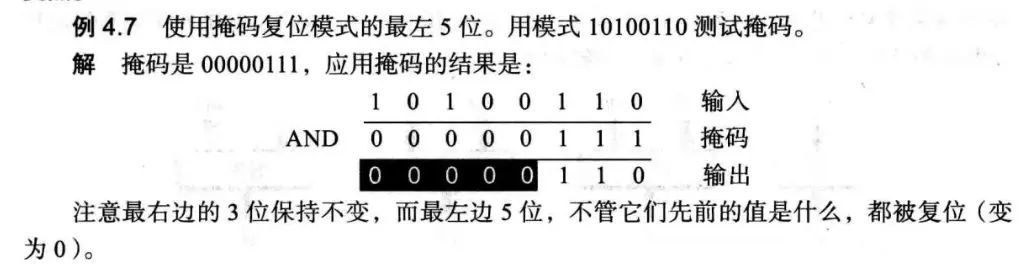 例 4.7 使用掩码复位模式的最左 5 位。用模式 10100110 测试掩码。
解 掩码是 00000111，应用掩码的结果是：
1 0 1 0 0 1 1 0 输入
AND 0 0 0 0 0 1 1 1 掩码
0 0 0 0 0 1 1 0 输出
注意最右边的 3 位保持不变，而最左边 5 位，不管它们先前的值是什么，都被复位（变
为 0）。